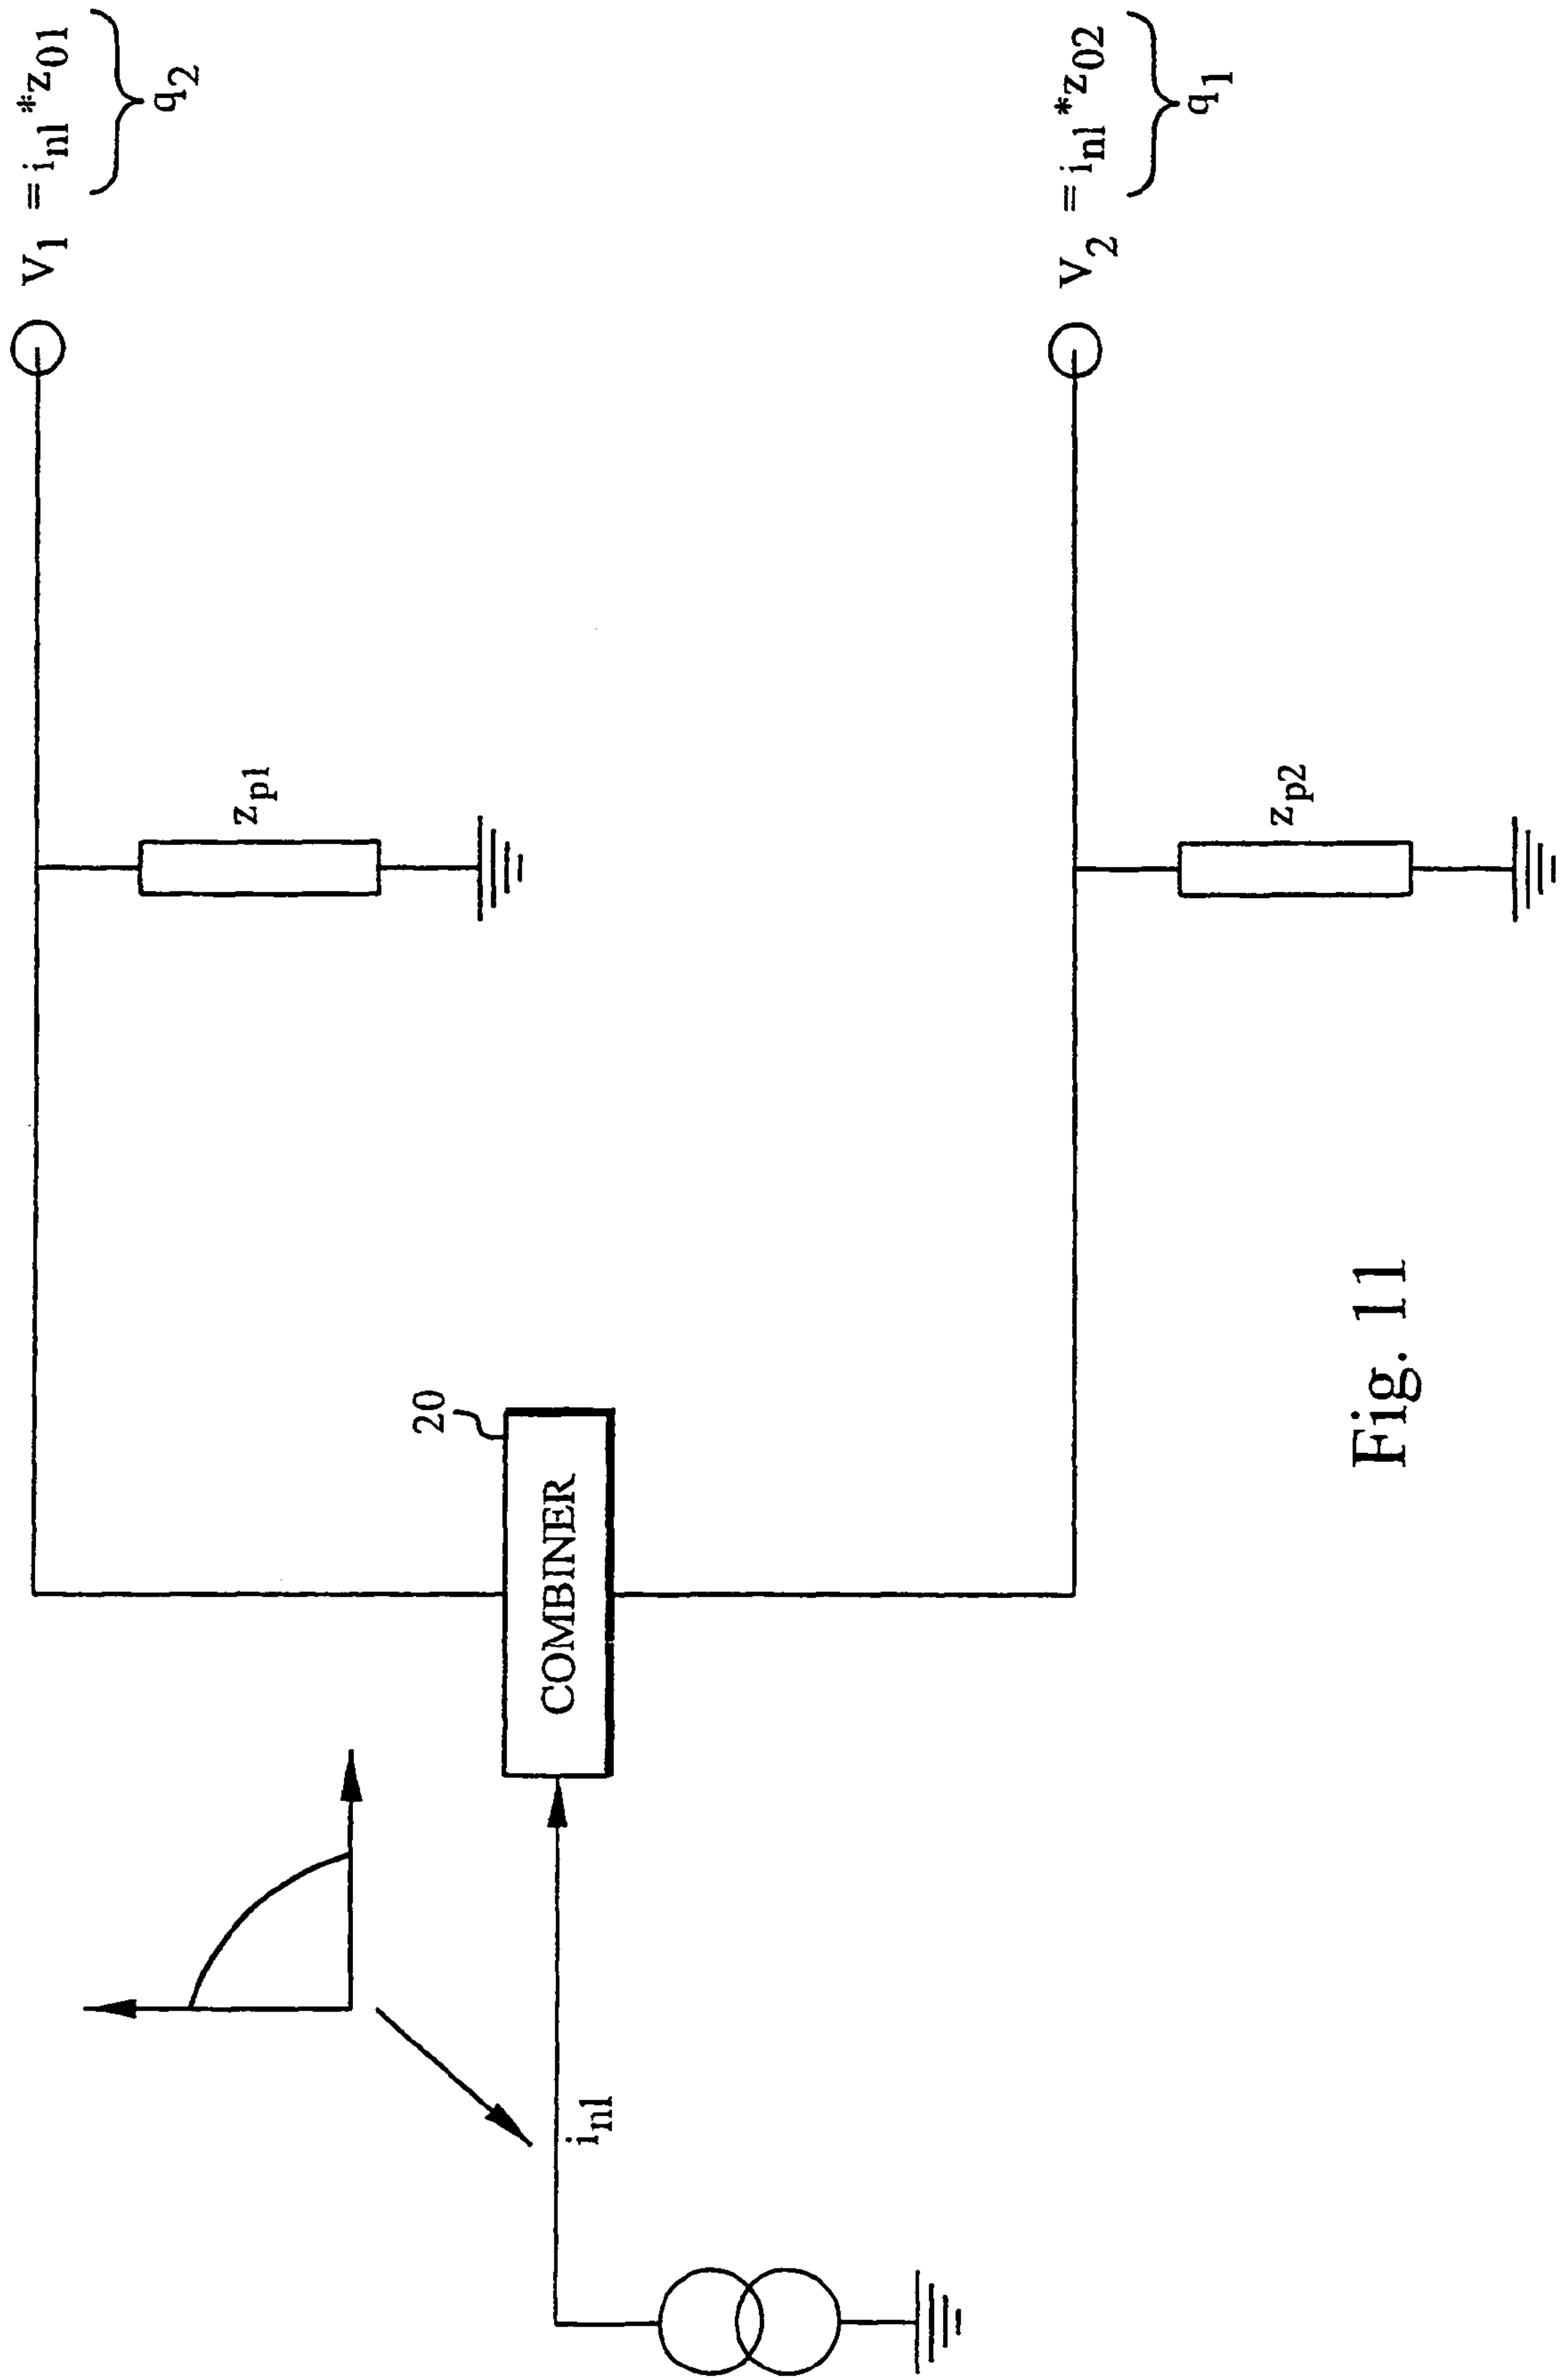 V1 = inl*z01
q2
zp1
20
COMBINER
inl
V2 = inl*z02
q1
zp2
Fig. 11